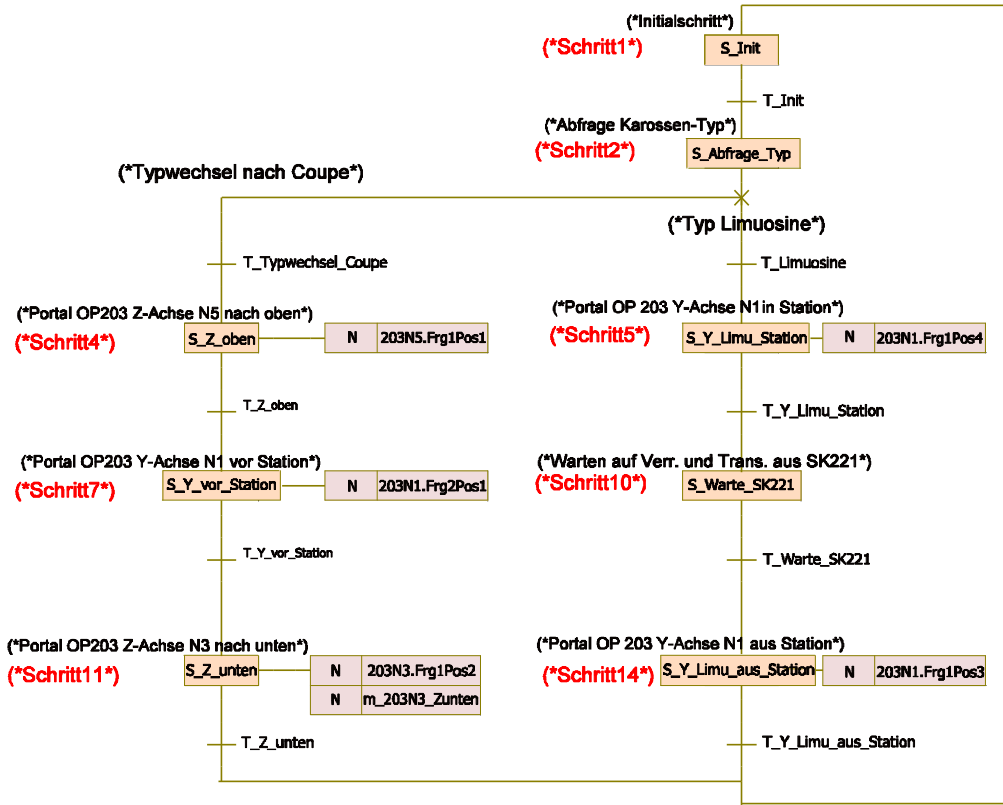 (*Initialschritt*)
(*Schritt1*)
S_Init
T_Init
(*Abfrage Karossen-Typ*)
(*Schritt2*)
S_Abfrage_Typ
(*Typwechsel nach Coupe*)
(*Typ Limuosine*)
T_Typwechsel_Coupe
T_Limuosine
(*Portal OP203 Z-Achse N5 nach oben*)
(*Portal OP 203 Y-Achse N1in Station*)
(*Schritt4*)
S_Z_oben
N
203N5.Frg1Pos1
(*Schritt5*)
S_Y_Limu_Station
N
203N1.Frg1Pos4
T_Z_oben
T_Y_Limu_Station
(*Portal OP203 Y-Achse N1 vor Station*)
(*Warten auf Verr. und Trans. aus SK221*)
(*Schritt7*)
S_Y_vor_Station
N
203N1.Frg2Pos1
(*Schritt10*)
S_Warte_SK221
T_Y_vor_Station
T_Warte_SK221
(*Portal OP203 Z-Achse N3 nach unten*)
(*Portal OP 203 Y-Achse N1 aus Station*)
(*Schritt11*)
S_Z_unten
N
203N3.Frg1Pos2
N
m_203N3_Zunten
(*Schritt14*)
S_Y_Limu_aus_Station
N
203N1.Frg1Pos3
T_Z_unten
T_Y_Limu_aus_Station